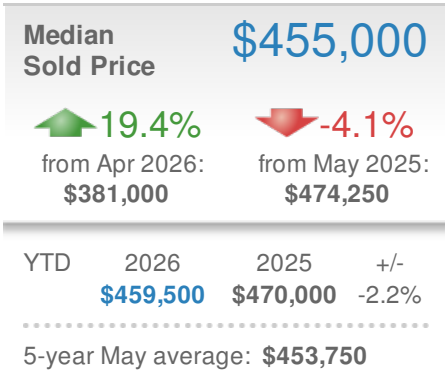 Median $455,000
Sold Price
19.4% -4.1%
from Apr 2026: from May 2025:
$381,000 $474,250
YTD 2026 2025 +/-
$459,500 $470,000 -2.2%
5-year May average: $453,750